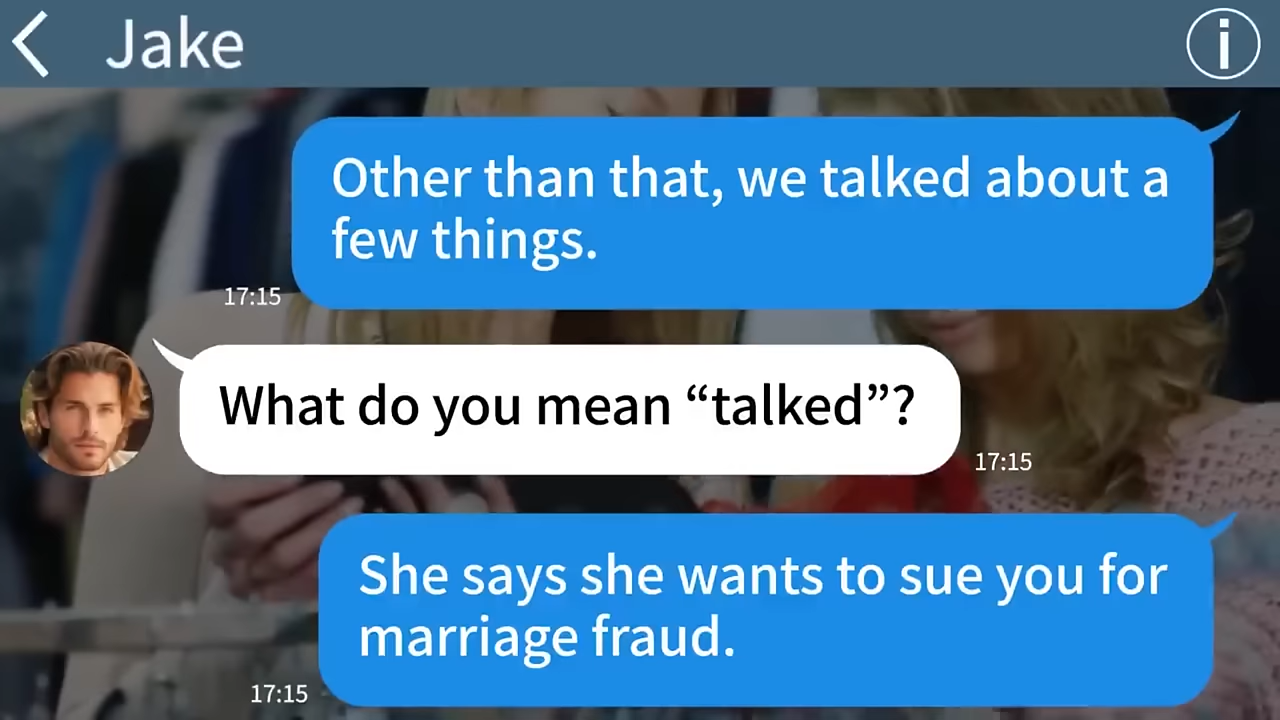 Jake
Other than that, we talked about a
few things.
17:15
What do you mean “talked”?
17:15
She says she wants to sue you for
marriage fraud.
17:15